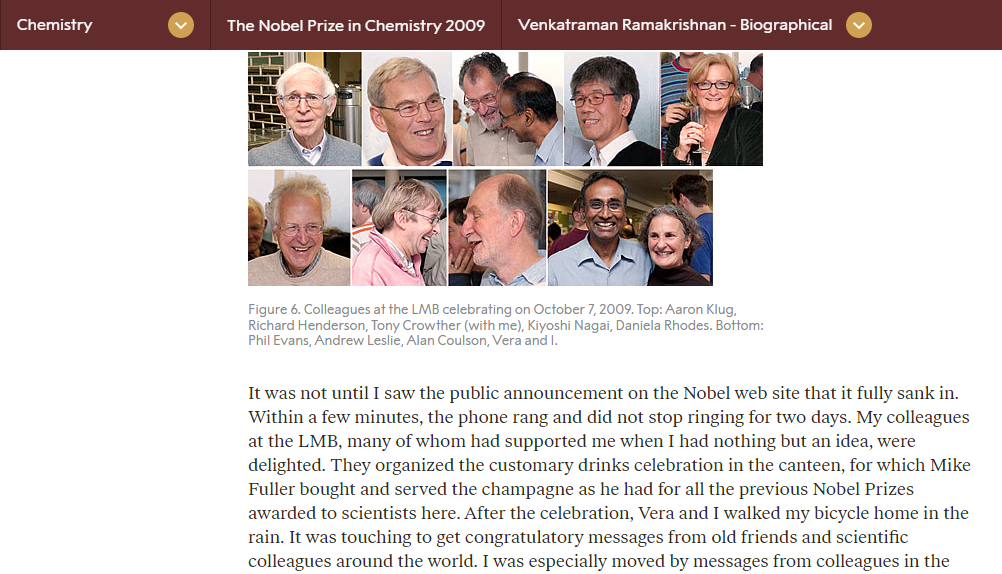 Chemistry
The Nobel Prize in Chemistry 2009
Venkatraman Ramakrishnan - Biographical
Figure 6. Colleagues at the LMB celebrating on October 7, 2009. Top: Aaron Klug,
Richard Henderson, Tony Crowther (with me), Kiyoshi Nagai, Daniela Rhodes. Bottom:
Phil Evans, Andrew Leslie, Alan Coulson, Vera and I.
It was not until I saw the public announcement on the Nobel web site that it fully sank in.
Within a few minutes, the phone rang and did not stop ringing for two days. My colleagues
at the LMB, many of whom had supported me when I had nothing but an idea, were
delighted. They organized the customary drinks celebration in the canteen, for which Mike
Fuller bought and served the champagne as he had for all the previous Nobel Prizes
awarded to scientists here. After the celebration, Vera and I walked my bicycle home in the
rain. It was touching to get congratulatory messages from old friends and scientific
colleagues around the world. I was especially moved by messages from colleagues in the